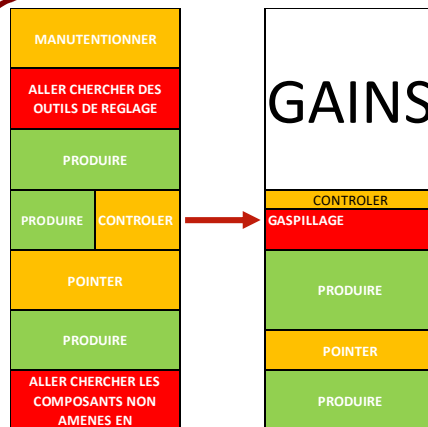 MANUTENTIONNER
ALLER CHERCHER DES
OUTILS DE REGLAGE
PRODUIRE
PRODUIRE
CONTROLER
POINTER
PRODUIRE
ALLER CHERCHER LES
COMPOSANTS NON
AMENES EN
GAINS
CONTROLER
GASPILLAGE
PRODUIRE
POINTER
PRODUIRE